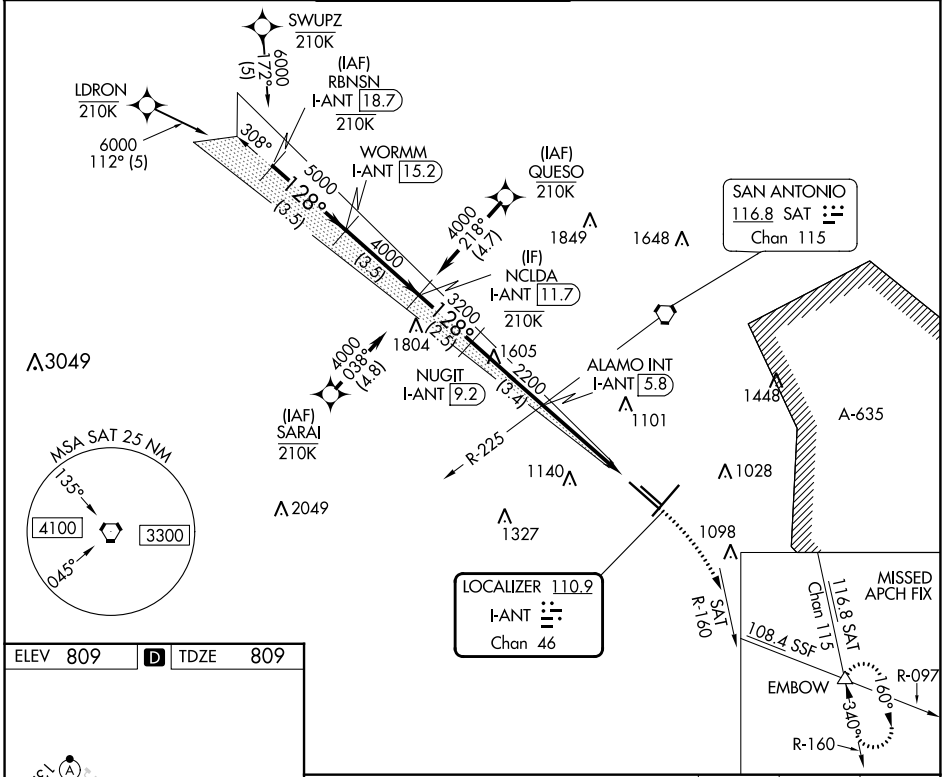 SWUPZ
210K
6000
172°
(5)
(IAF)
RBNSN
I-ANT 18.7
210K
LDRON
210K
6000
112° (5)
308°
128°
5000
(3.5)
WORMM
I-ANT 15.2
4000
(3.5)
(IAF)
QUESO
210K
4000
218°
(4.7)
1849
1648
SAN ANTONIO
116.8 SAT
Chan 115
(IF)
NCLDA
I-ANT 11.7
210K
3200
128°
(2.5)
1804
1605
2200
(3.4)
NUGIT
I-ANT 9.2
ALAMO INT
I-ANT 5.8
1101
1448
A-635
3049
4000
038°
(4.8)
(IAF)
SARAI
210K
R-225
1140
1028
MSA SAT 25 NM
135°
4100
3300
045°
2049
1327
1098
LOCALIZER 110.9
I-ANT
Chan 46
SAT
R-160
MISSED
APCH FIX
116.8 SAT
Chan 115
108.4 SSF
EMBOW
R-097
160°
340°
R-160
ELEV 809
D
TDZE 809
A